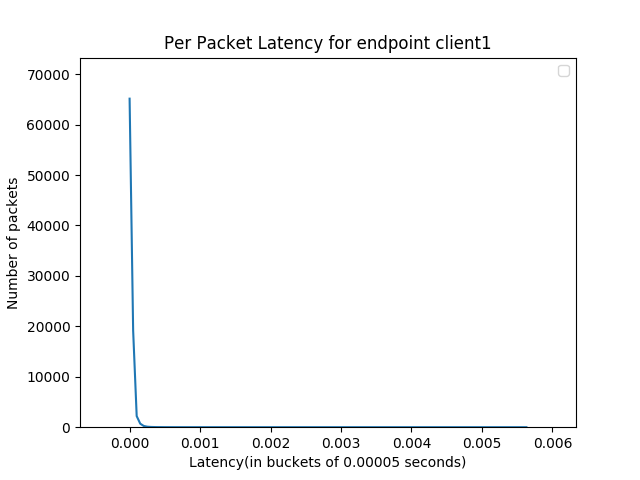 Per Packet Latency for endpoint client1
70000
60000
50000
40000
30000
20000
10000
0
Number of packets
0.000 0.001 0.002 0.003 0.004 0.005 0.006
Latency(in buckets of 0.00005 seconds)